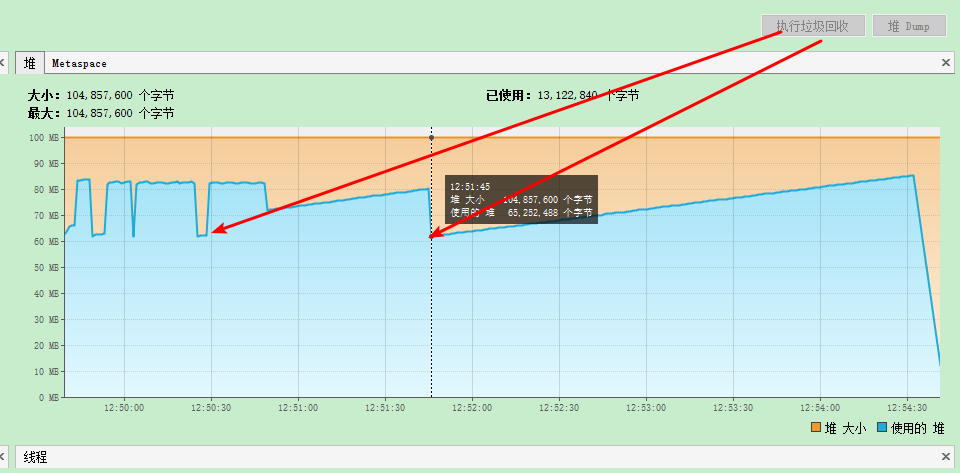 执行垃圾回收 堆 Dump
堆 Metaspace
大小: 104,857,600 个字节 已使用: 13,122,840 个字节
最大: 104,857,600 个字节
100 MB
90 MB
80 MB
70 MB
60 MB
50 MB
40 MB
30 MB
20 MB
10 MB
0 MB
12:51:45
堆 大小 104,857,600 个字节
使用的 堆 65,252,488 个字节
12:50:00 12:50:30 12:51:00 12:51:30 12:52:00 12:52:30 12:53:00 12:53:30 12:54:00 12:54:30
堆 大小 使用的 堆
线程